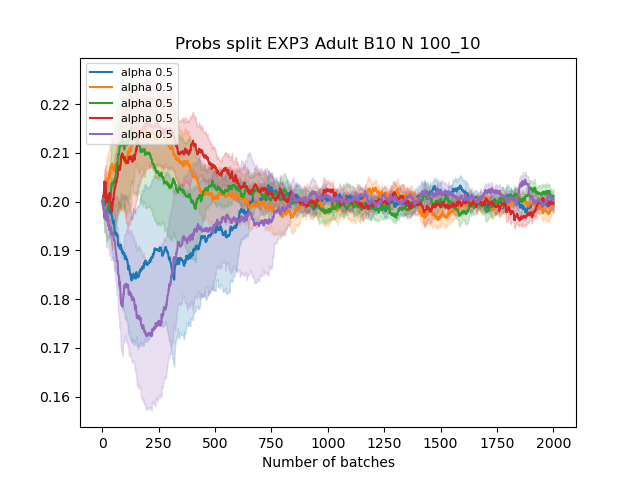 Probs split EXP3 Adult B10 N 100_10
alpha 0.5
alpha 0.5
alpha 0.5
alpha 0.5
alpha 0.5
0.22
0.21
0.20
0.19
0.18
0.17
0.16
0 250 500 750 1000 1250 1500 1750 2000
Number of batches